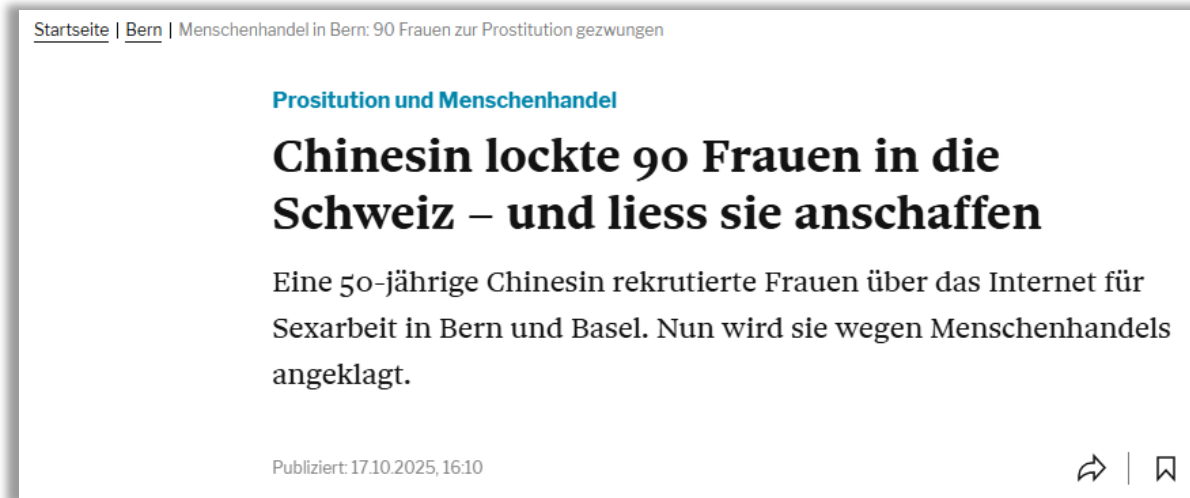 Startseite | Bern | Menschenhandel in Bern: 90 Frauen zur Prostitution gezwungen
Prositution und Menschenhandel
Chinesin lockte 90 Frauen in die
Schweiz – und liess sie anschaffen
Eine 50-jährige Chinesin rekrutierte Frauen über das Internet für
Sexarbeit in Bern und Basel. Nun wird sie wegen Menschenhandels
angeklagt.
Publiziert: 17.10.2025, 16:10